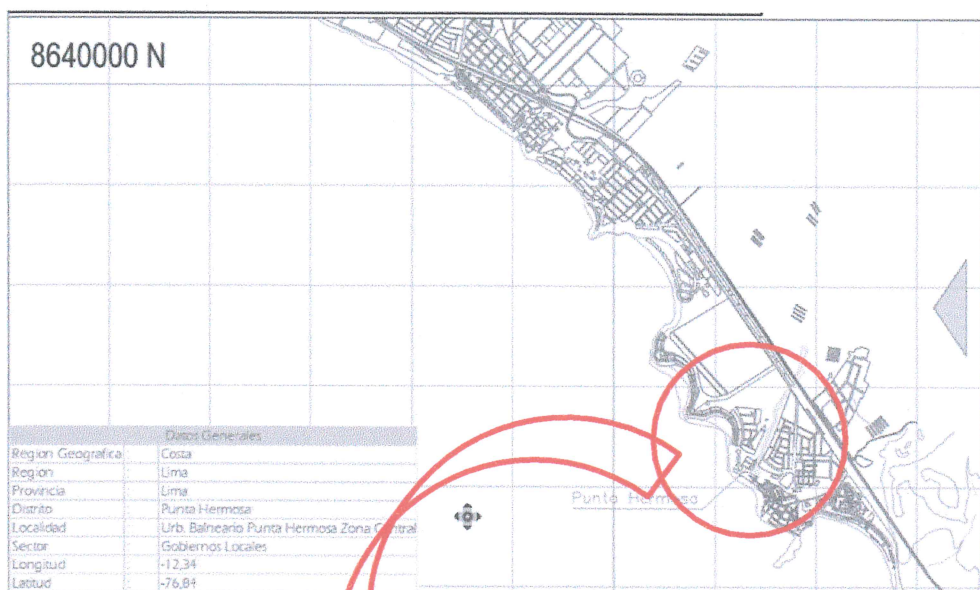 8640000 N
Datos Generales
Region Geografica : Costa
Region : Lima
Provincia : Lima
Distrito : Punta Hermosa
Localidad : Urb. Balneario Punta Hermosa Zona Central
Sector : Gobiernos Locales
Longitud : -12,34
Latitud : -76,84
Punta Hermosa